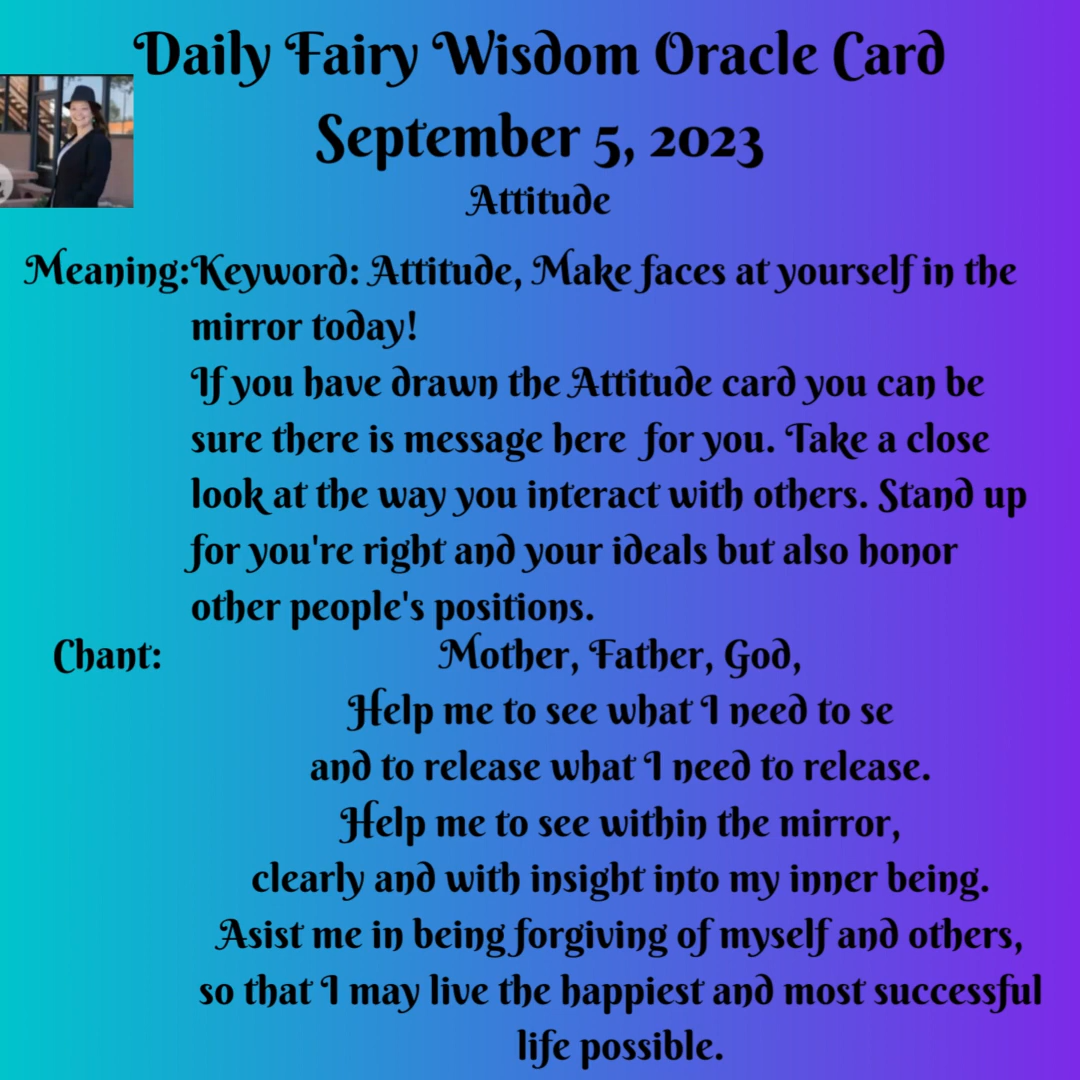 Daily Fairy Wisdom Oracle Card
September 5, 2023
Attitude
Meaning:Keyword: Attitude, Make faces at yourself in the
mirror today!
If you have drawn the Attitude card you can be
sure there is message here for you. Take a close
look at the way you interact with others. Stand up
for you're right and your ideals but also honor
other people's positions.
Chant: Mother, Father, God,
Help me to see what I need to se
and to release what I need to release.
Help me to see within the mirror,
clearly and with insight into my inner being.
Asist me in being forgiving of myself and others,
so that I may live the happiest and most successful
life possible.